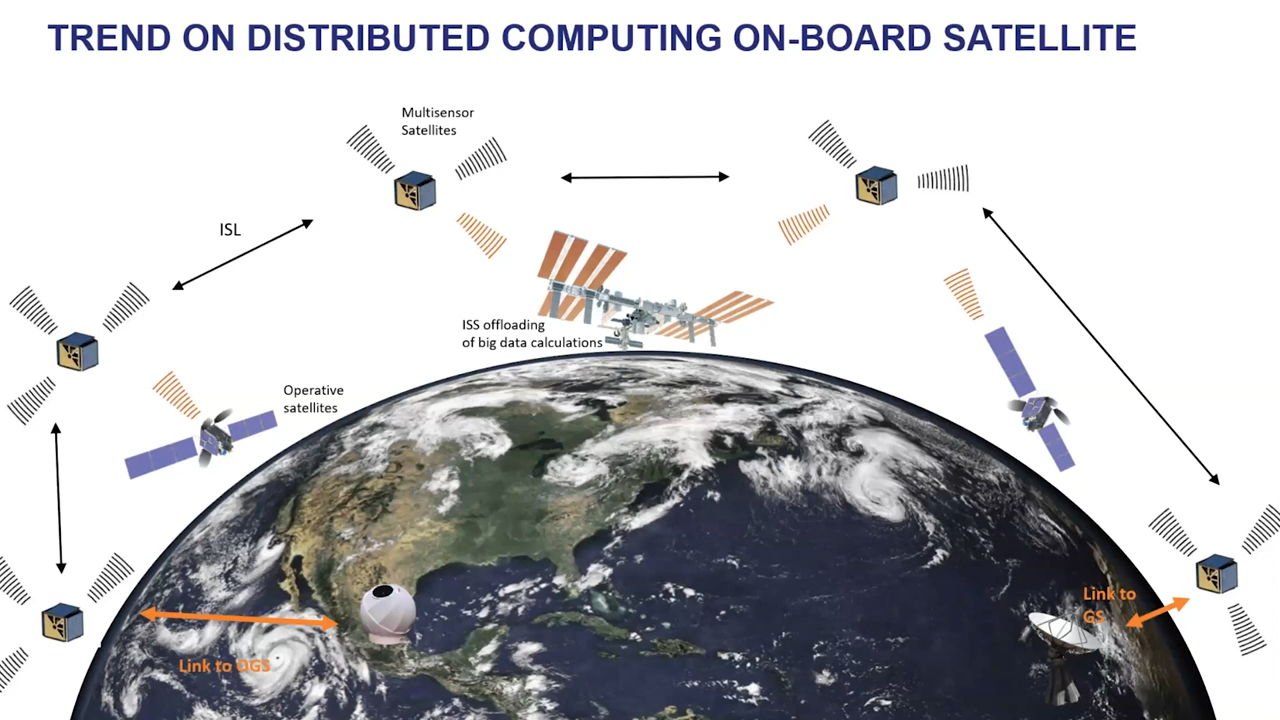 TREND ON DISTRIBUTED COMPUTING ON-BOARD SATELLITE
Multisensor
Satellites
ISL
ISS offloading
of big data calculations
Operative
satellites
Link to
GS
Link to OGS